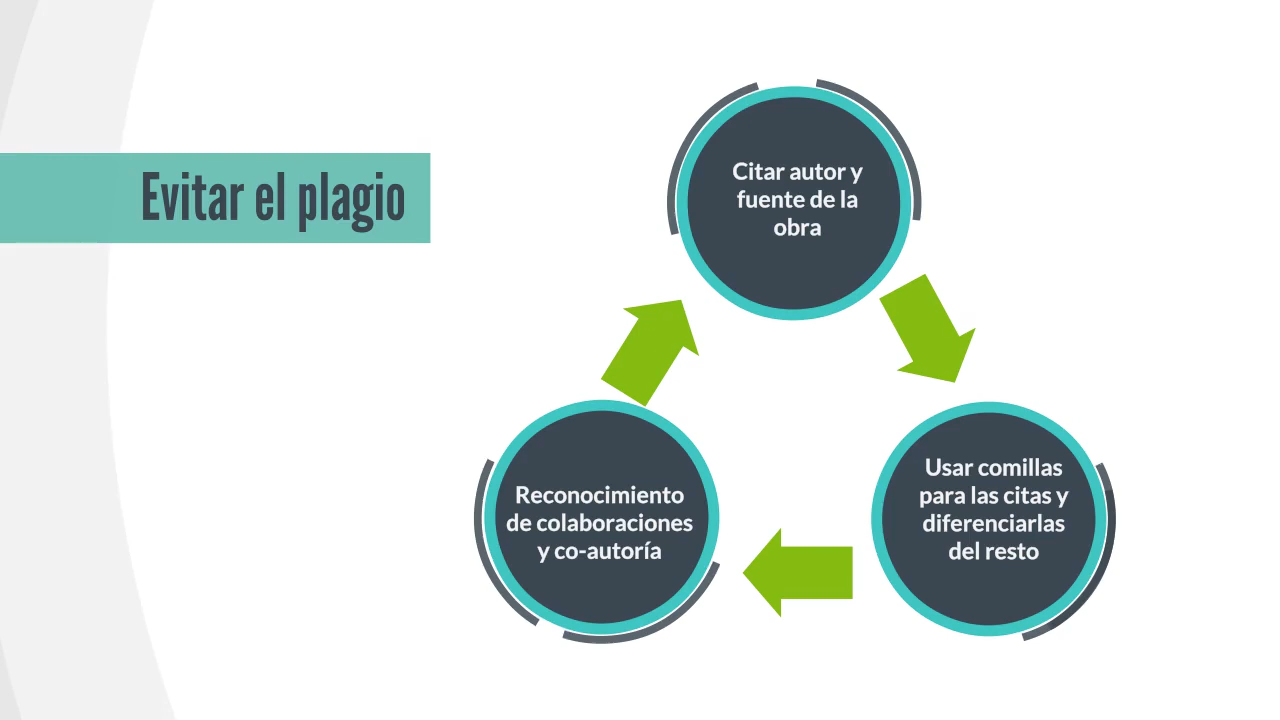 Evitar el plagio
Citar autor y
fuente de la
obra
Usar comillas
para las citas y
diferenciarlas
del resto
Reconocimiento
de colaboraciones
y co-autoría